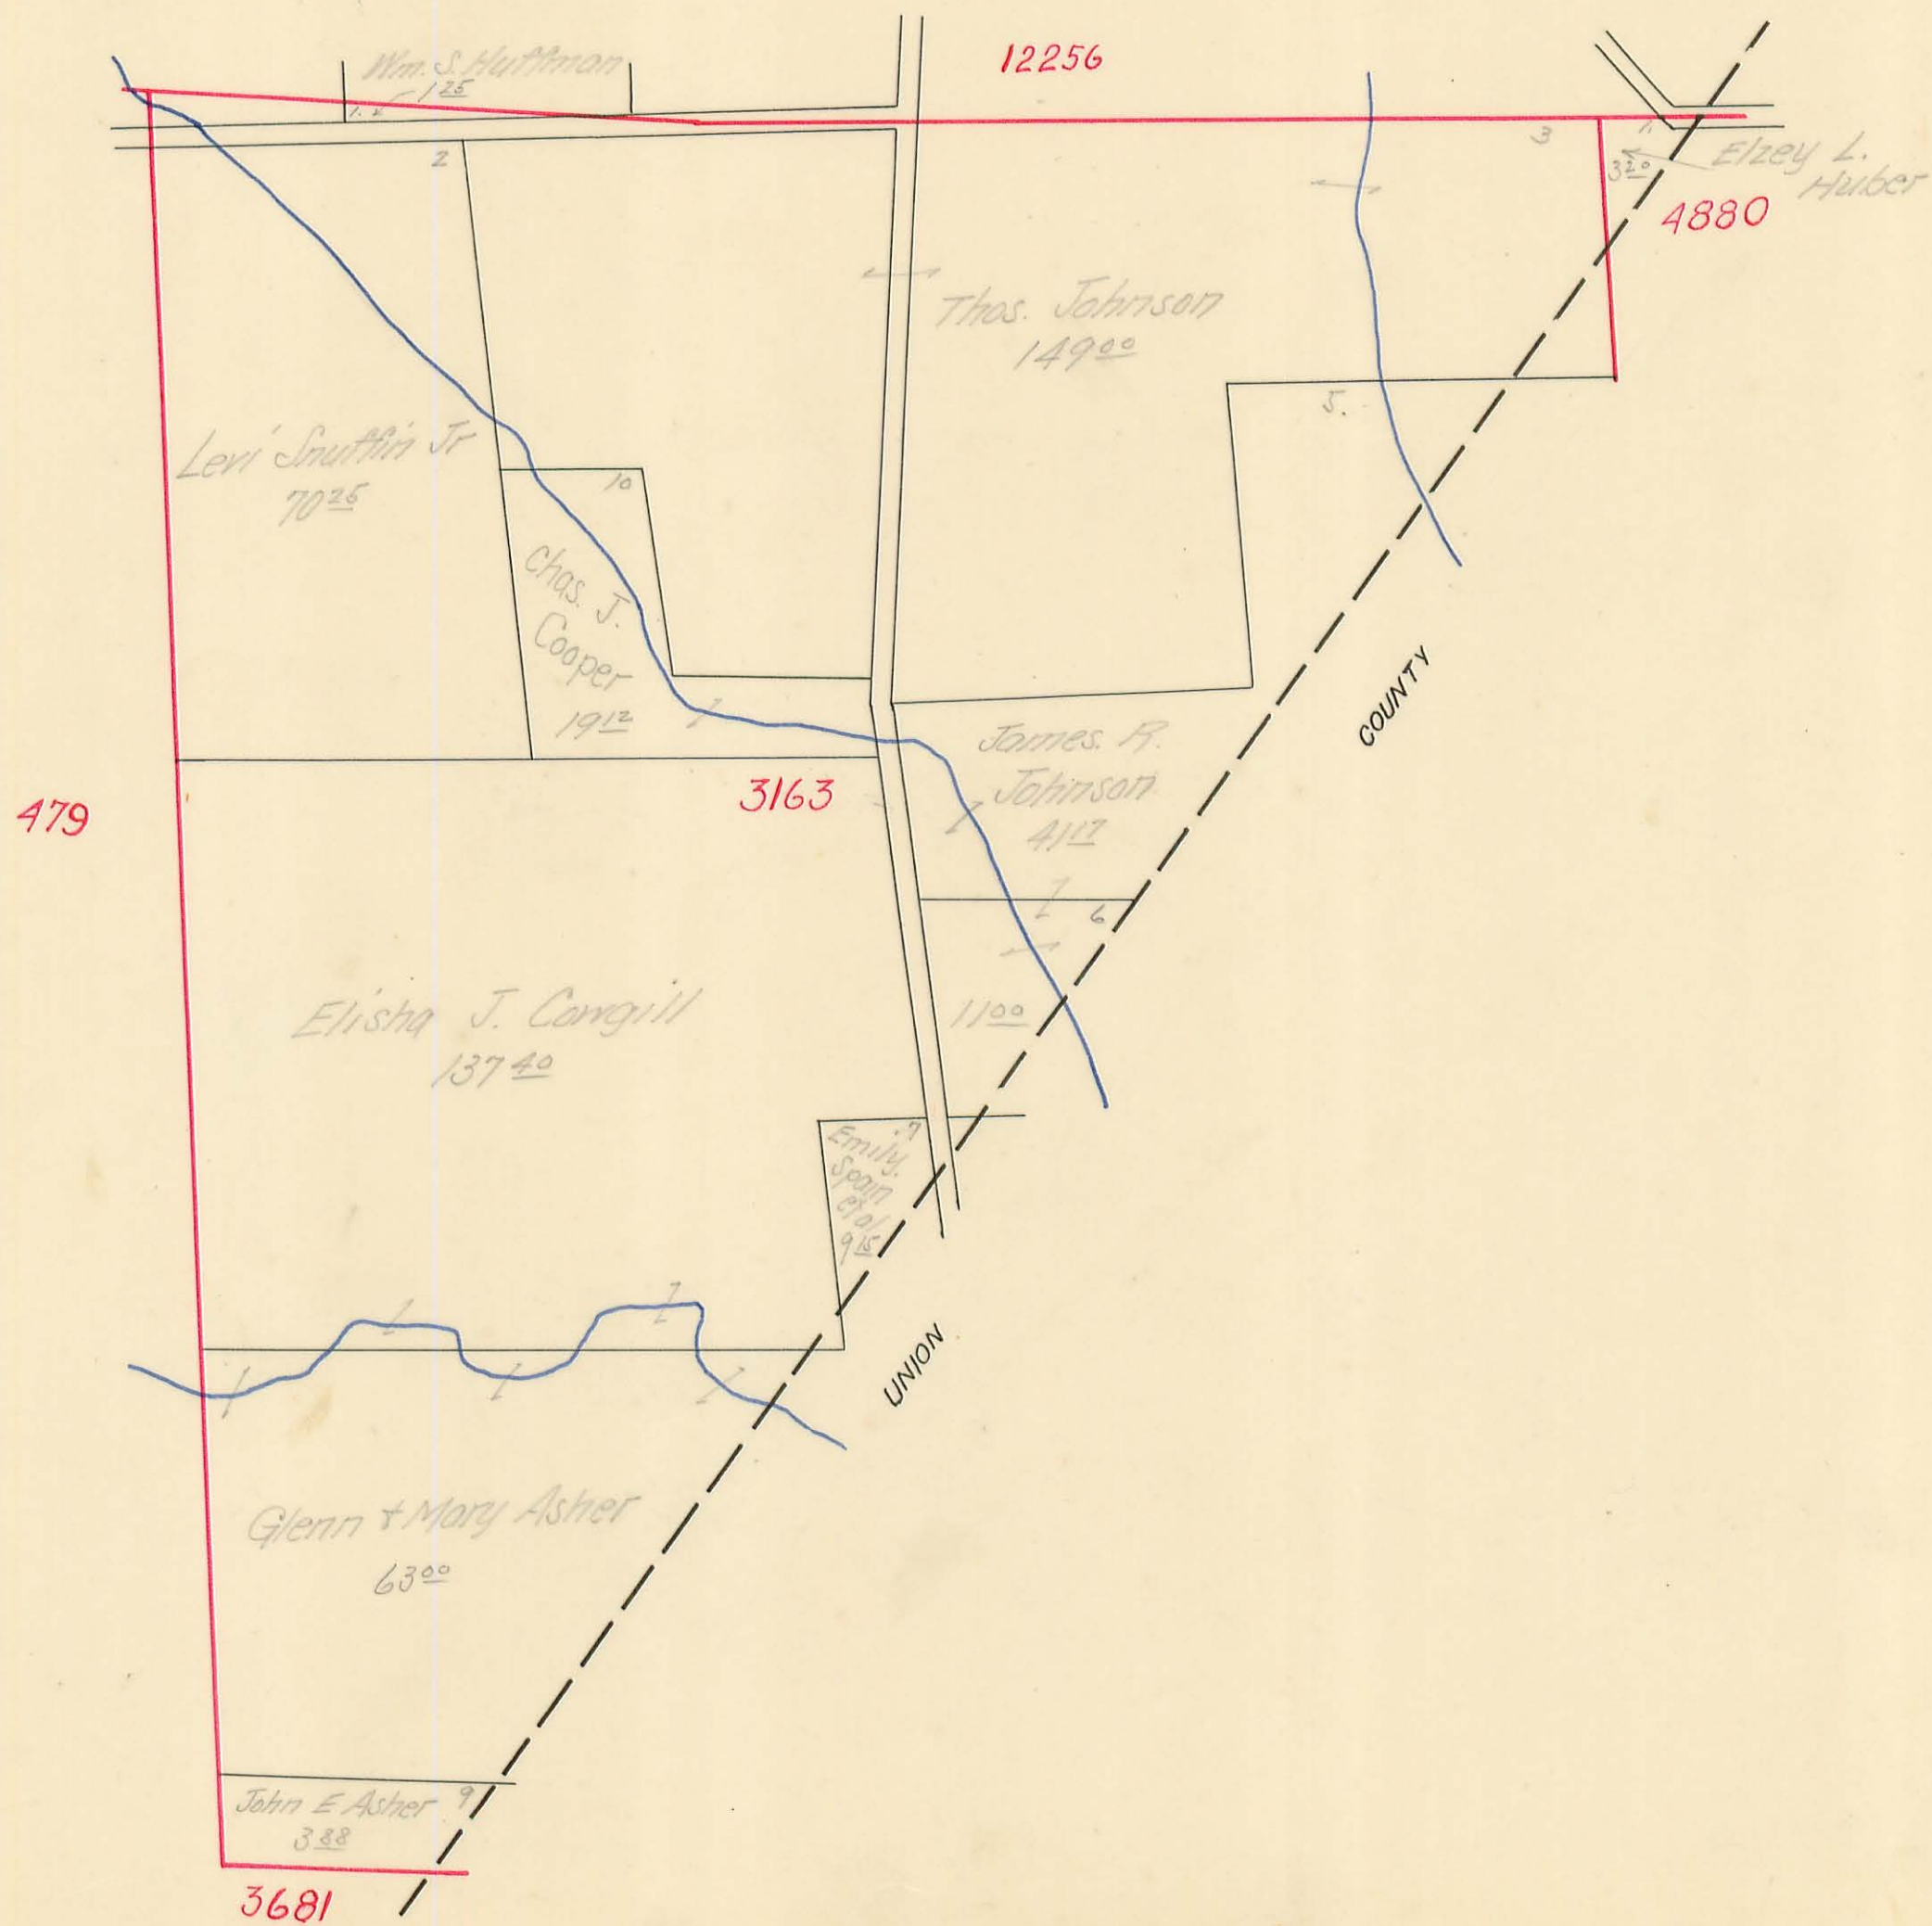 12256
Wm. S. Huffman
1 25
1.
2
3
1.
3 20
Elzey L.
Huber
4880
Thos. Johnson
149 00
5.
Levi Snuffin Jr
70 25
10
Chas. J.
Cooper
19 12
James. R.
Johnson
41 17
COUNTY
3163
479
6
11 00
Elisha J. Cowgill
137 40
7
Emily.
Spain
et al
9 15
UNION
Glenn & Mary Asher
63 00
John E Asher 9
3 88
3681